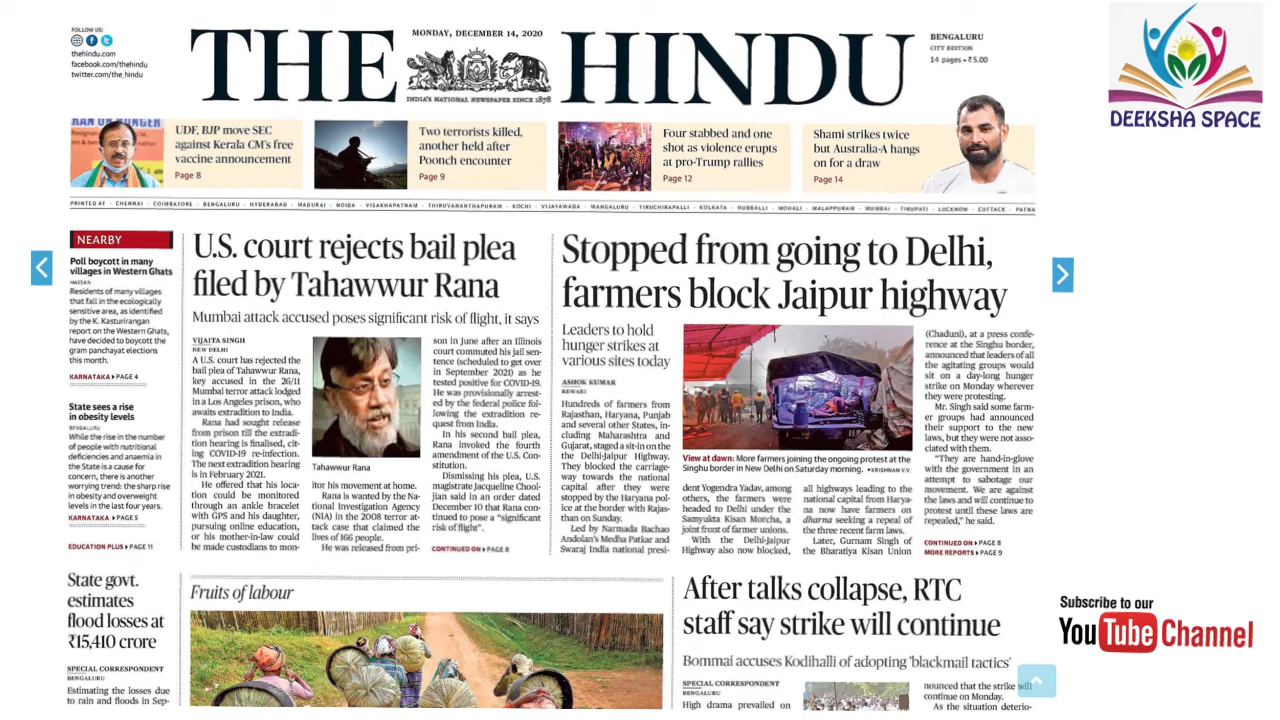 FOLLOW US:
thehindu.com
facebook.com/thehindu
twitter.com/the_hindu
THE HINDU
MONDAY, DECEMBER 14, 2020
INDIA'S NATIONAL NEWSPAPER SINCE 1878
BENGALURU
CITY EDITION
14 pages • ₹5.00
DEEKSHA SPACE
UDF, BJP move SEC
against Kerala CM's free
vaccine announcement
Page 8
Two terrorists killed,
another held after
Poonch encounter
Page 9
Four stabbed and one
shot as violence erupts
at pro-Trump rallies
Page 12
Shami strikes twice
but Australia-A hangs
on for a draw
Page 14
PRINTED AT • CHENNAI • COIMBATORE • BENGALURU • HYDERABAD • MADURAI • NOIDA • VISAKHAPATNAM • THIRUVANANTHAPURAM • KOCHI • VIJAYAWADA • MANGALURU • TIRUCHIRAPALLI • KOLKATA • HUBBALLI • MOHALI • MALAPPURAM • MUMBAI • TIRUPATI • LUCKNOW • CUTTACK • PATNA
NEARBY
Poll boycott in many
villages in Western Ghats
HASSAN
Residents of many villages
that fall in the ecologically
sensitive area, as identified
by the K. Kasturirangan
report on the Western Ghats,
have decided to boycott the
gram panchayat elections
this month.
KARNATAKA ▸ PAGE 4
State sees a rise
in obesity levels
BENGALURU
While the rise in the number
of people with nutritional
deficiencies and anaemia in
the State is a cause for
concern, there is another
worrying trend: the sharp rise
in obesity and overweight
levels in the last four years.
KARNATAKA ▸ PAGE 5
EDUCATION PLUS ▸ PAGE 11
U.S. court rejects bail plea
filed by Tahawwur Rana
Mumbai attack accused poses significant risk of flight, it says
VIJAITA SINGH
NEW DELHI
A U.S. court has rejected the
bail plea of Tahawwur Rana,
key accused in the 26/11
Mumbai terror attack lodged
in a Los Angeles prison, who
awaits extradition to India.
Rana had sought release
from prison till the extradi-
tion hearing is finalised, cit-
ing COVID-19 re-infection.
The next extradition hearing
is in February 2021.
He offered that his loca-
tion could be monitored
through an ankle bracelet
with GPS and his daughter,
pursuing online education,
or his mother-in-law could
be made custodians to mon-
Tahawwur Rana
itor his movement at home.
Rana is wanted by the Na-
tional Investigation Agency
(NIA) in the 2008 terror at-
tack case that claimed the
lives of 166 people.
He was released from pri-
son in June after an Illinois
court commuted his jail sen-
tence (scheduled to get over
in September 2021) as he
tested positive for COVID-19.
He was provisionally arrest-
ed by the federal police fol-
lowing the extradition re-
quest from India.
In his second bail plea,
Rana invoked the fourth
amendment of the U.S. Con-
stitution.
Dismissing his plea, U.S.
magistrate Jacqueline Chool-
jian said in an order dated
December 10 that Rana con-
tinued to pose a "significant
risk of flight".
CONTINUED ON ▸ PAGE 8
Stopped from going to Delhi,
farmers block Jaipur highway
Leaders to hold
hunger strikes at
various sites today
ASHOK KUMAR
REWARI
Hundreds of farmers from
Rajasthan, Haryana, Punjab
and several other States, in-
cluding Maharashtra and
Gujarat, staged a sit-in on the
the Delhi-Jaipur Highway.
They blocked the carriage-
way towards the national
capital after they were
stopped by the Haryana pol-
ice at the border with Rajas-
than on Sunday.
Led by Narmada Bachao
Andolan's Medha Patkar and
Swaraj India national presi-
View at dawn: More farmers joining the ongoing protest at the
Singhu border in New Delhi on Saturday morning. • KRISHNAN V.V.
dent Yogendra Yadav, among
others, the farmers were
headed to Delhi under the
Samyukta Kisan Morcha, a
joint front of farmer unions.
With the Delhi-Jaipur
Highway also now blocked,
all highways leading to the
national capital from Harya-
na now have farmers on
dharna seeking a repeal of
the three recent farm laws.
Later, Gurnam Singh of
the Bharatiya Kisan Union
(Chaduni), at a press confe-
rence at the Singhu border,
announced that leaders of all
the agitating groups would
sit on a day-long hunger
strike on Monday wherever
they were protesting.
Mr. Singh said some farm-
er groups had announced
their support to the new
laws, but they were not asso-
ciated with them.
"They are hand-in-glove
with the government in an
attempt to sabotage our
movement. We are against
the laws and will continue to
protest until these laws are
repealed," he said.
CONTINUED ON ▸ PAGE 8
MORE REPORTS ▸ PAGE 9
State govt.
estimates
flood losses at
₹15,410 crore
SPECIAL CORRESPONDENT
BENGALURU
Estimating the losses due
to rain and floods in Sep-
Fruits of labour
After talks collapse, RTC
staff say strike will continue
Bommai accuses Kodihalli of adopting 'blackmail tactics'
SPECIAL CORRESPONDENT
BENGALURU
High drama prevailed on
nounced that the strike will
continue on Monday.
As the situation deterio-
Subscribe to our
YouTube Channel